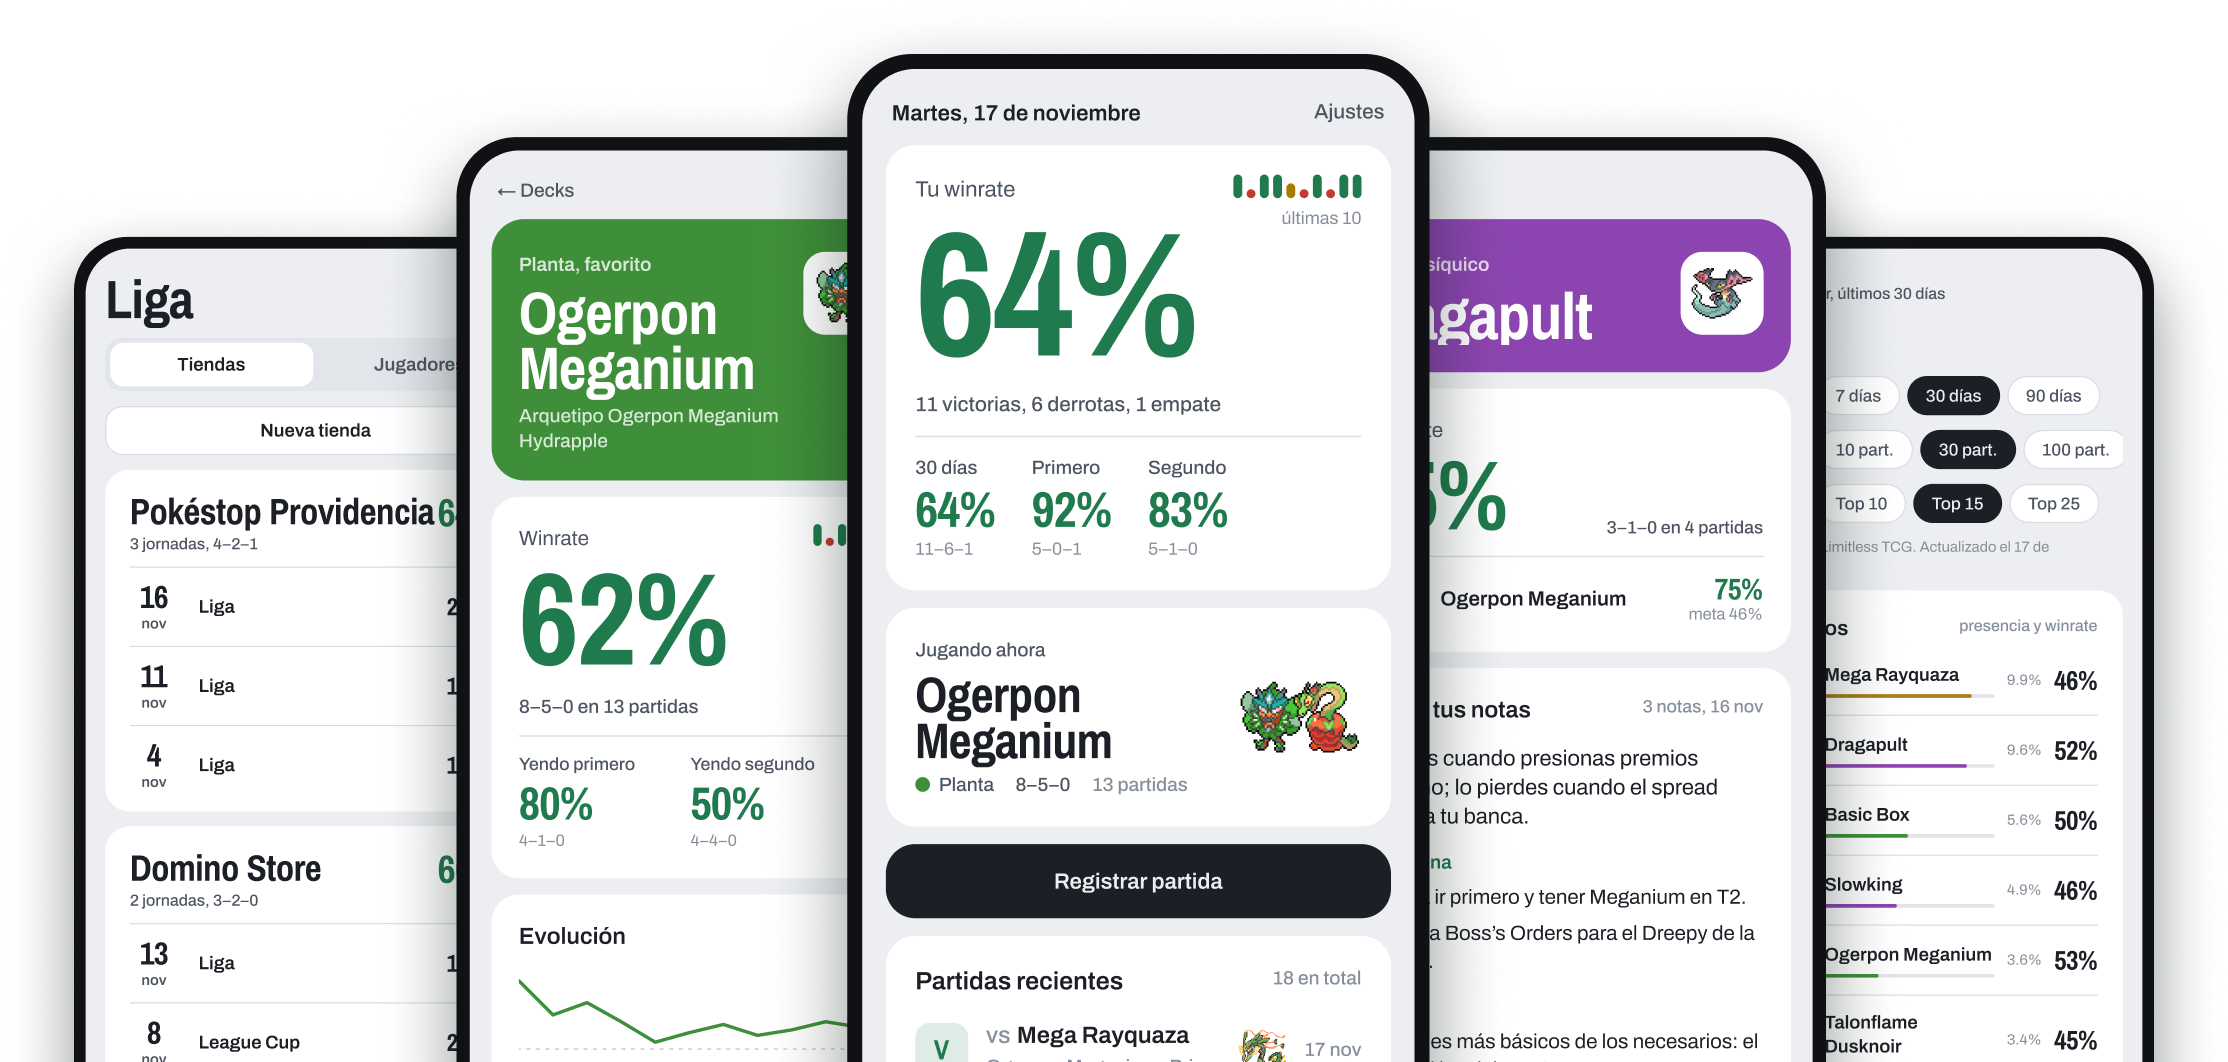 Liga
Tiendas
Nueva tienda
Pokéstop Providencia
3 jornadas, 4–2–1
16
nov
Liga
11
nov
Liga
4
nov
Liga
Domino Store
2 jornadas, 3–2–0
13
nov
Liga
8
nov
League Cup
← Decks
Planta, favorito
Ogerpon
Meganium
Arquetipo Ogerpon Meganium
Hydrapple
Winrate
62%
8–5–0 en 13 partidas
Yendo primero
80%
4–1–0
Yendo segundo
50%
4–4–0
Evolución
Martes, 17 de noviembre
Ajustes
Tu winrate
últimas 10
64%
11 victorias, 6 derrotas, 1 empate
30 días
64%
11–6–1
Primero
92%
5–0–1
Segundo
83%
5–1–0
Jugando ahora
Ogerpon
Meganium
Planta 8–5–0 13 partidas
Registrar partida
Partidas recientes
18 en total
V
vs Mega Rayquaza
17 nov
3–1–0 en 4 partidas
Ogerpon Meganium
75%
meta 46%
tus notas
3 notas, 16 nov
cuando presionas premios
lo pierdes cuando el spread
a tu banca.
ir primero y tener Meganium en T2.
a Boss’s Orders para el Dreepy de la
más básicos de los necesarios: el
últimos 30 días
7 días
30 días
90 días
10 part.
30 part.
100 part.
Top 10
Top 15
Top 25
TCG. Actualizado el 17 de
presencia y winrate
Mega Rayquaza 9.9% 46%
Dragapult 9.6% 52%
Basic Box 5.6% 50%
Slowking 4.9% 46%
Ogerpon Meganium 3.6% 53%
Talonflame
Dusknoir 3.4% 45%